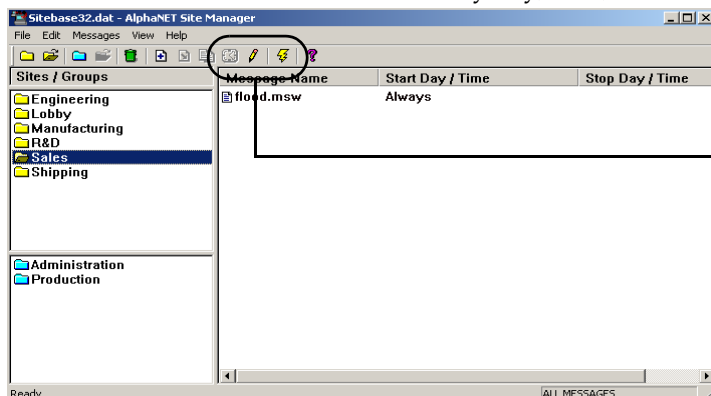 Sitebase32.dat - AlphaNET Site Manager
File Edit Messages View Help
Sites / Groups
Message Name Start Day / Time Stop Day / Time
Engineering
flood.msw Always
Lobby
Manufacturing
R&D
Sales
Shipping
Administration
Production
Ready ALL MESSAGES